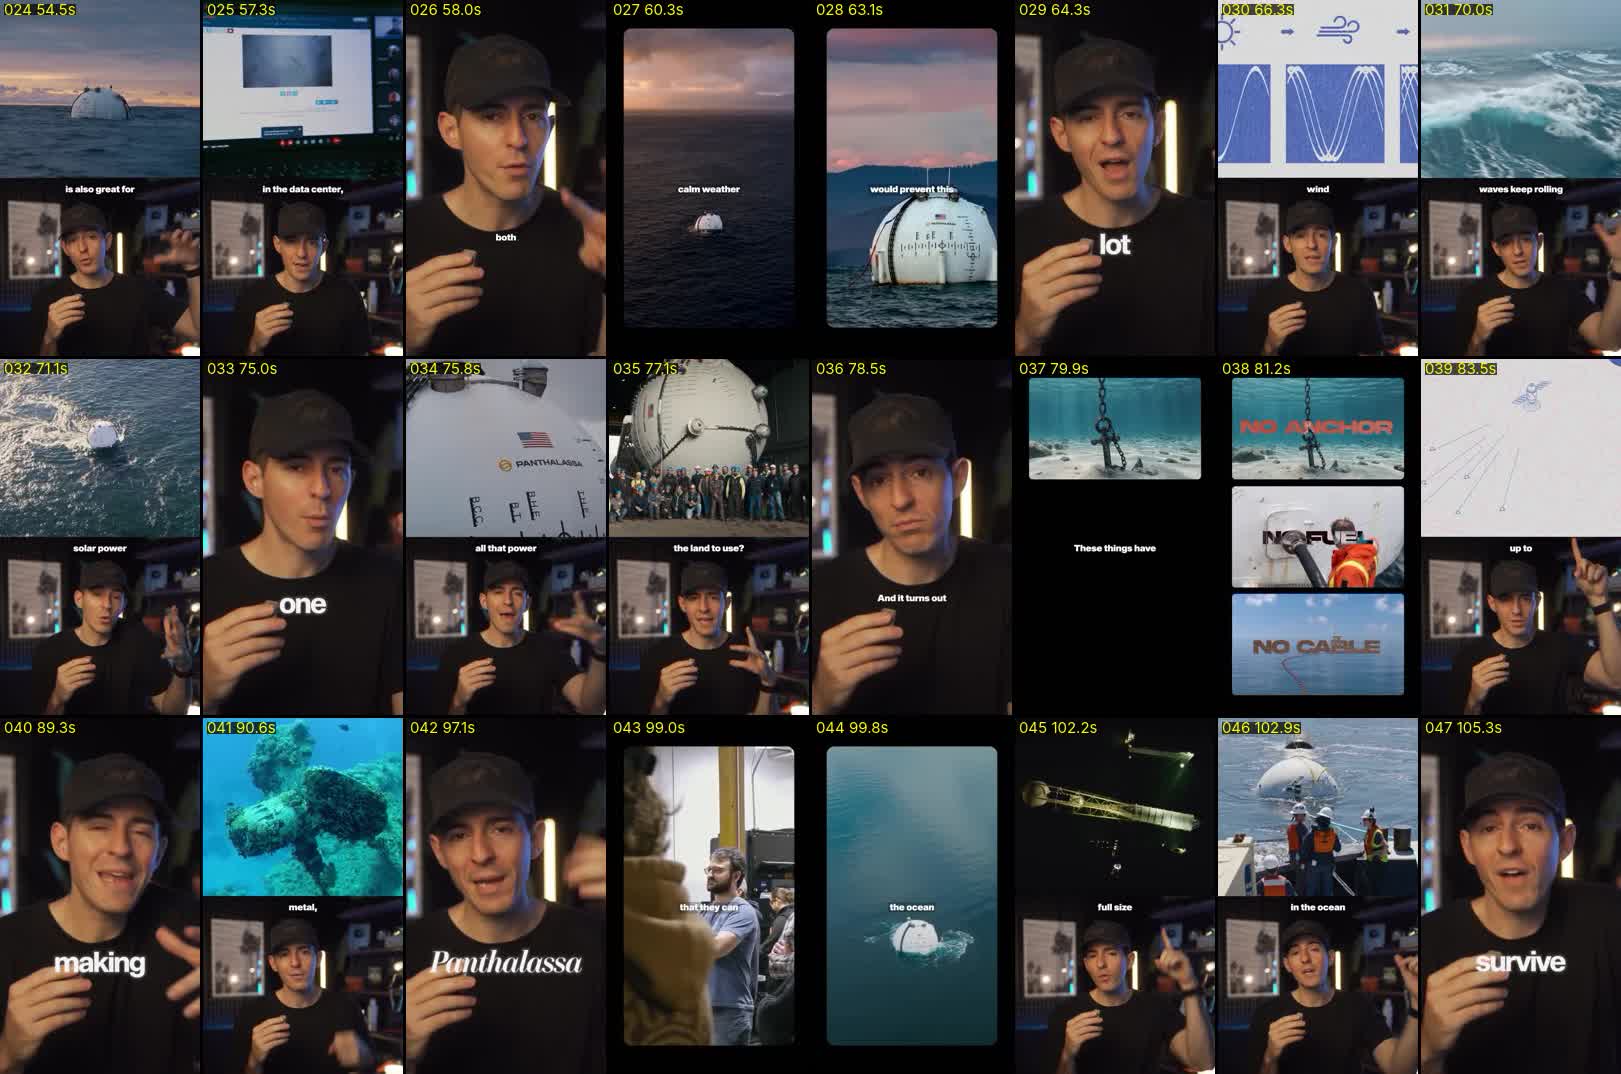 024 54.5s
is also great for
025 57.3s
in the data center,
026 58.0s
both
027 60.3s
calm weather
028 63.1s
would prevent this
029 64.3s
lot
030 66.3s
wind
031 70.0s
waves keep rolling
032 71.1s
solar power
033 75.0s
one
034 75.8s
PANTHALASSA
all that power
035 77.1s
the land to use?
036 78.5s
And it turns out
037 79.9s
These things have
038 81.2s
NO ANCHOR
NO FUEL
NO CABLE
039 83.5s
up to
040 89.3s
making
041 90.6s
metal,
042 97.1s
Panthalassa
043 99.0s
that they can
044 99.8s
the ocean
045 102.2s
full size
046 102.9s
in the ocean
047 105.3s
survive